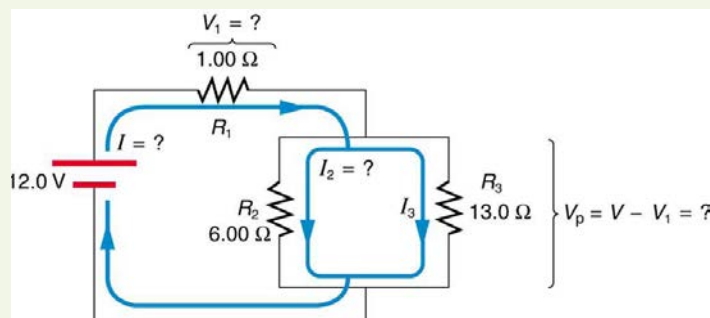 V₁ = ?
1.00 Ω
R₁
I = ?
12.0 V
I₂ = ?
R₂
6.00 Ω
I₃
R₃
13.0 Ω
Vₚ = V − V₁ = ?